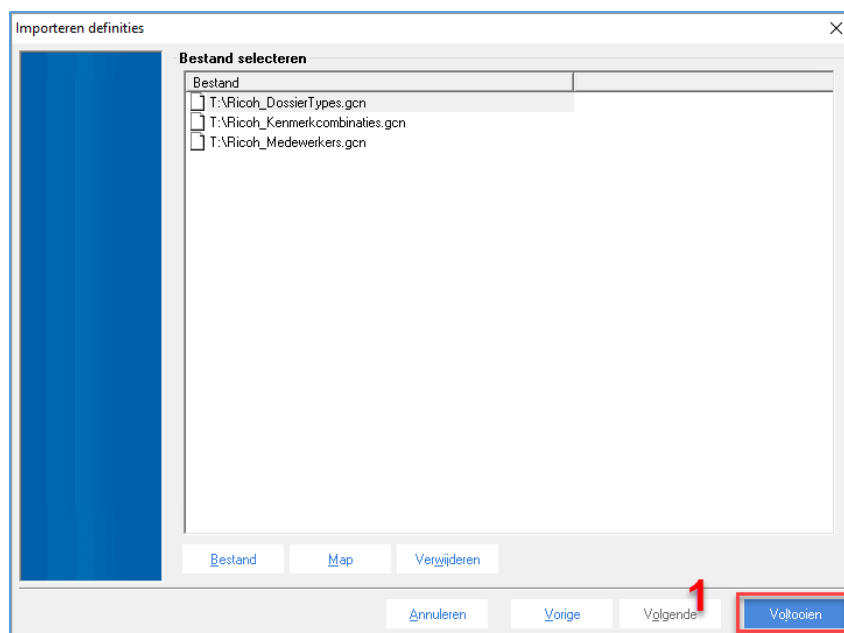 Importeren definities
Bestand selecteren
Bestand
T:\Ricoh_DossierTypes.gcn
T:\Ricoh_Kenmerkcombinaties.gcn
T:\Ricoh_Medewerkers.gcn
Bestand Map Verwijderen
1
Annuleren Vorige Volgende Voltooien